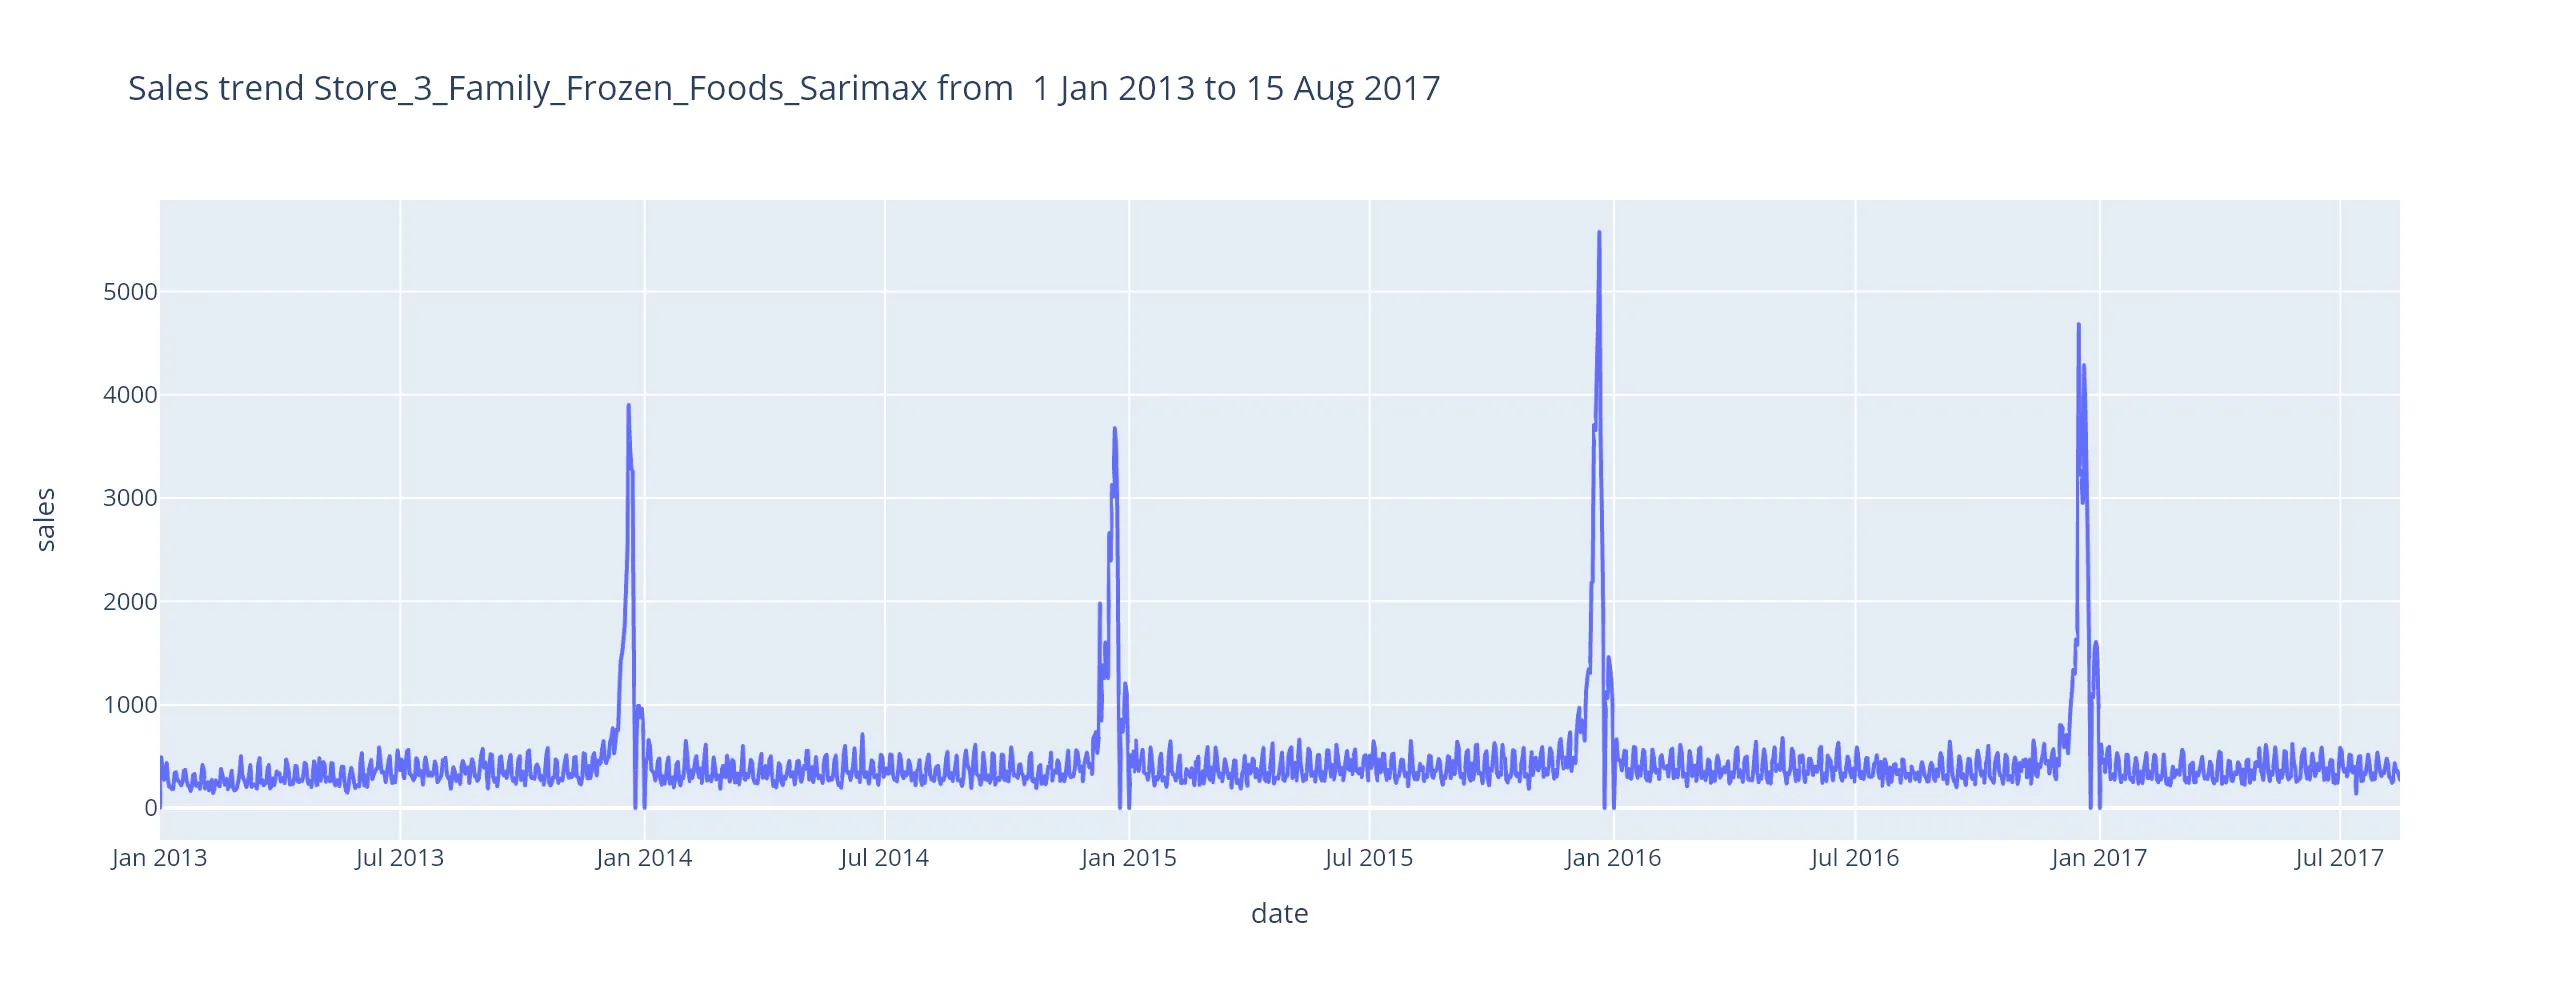 Sales trend Store_3_Family_Frozen_Foods_Sarimax from  1 Jan 2013 to 15 Aug 2017
5000
4000
3000
2000
1000
0
sales
Jan 2013 Jul 2013 Jan 2014 Jul 2014 Jan 2015 Jul 2015 Jan 2016 Jul 2016 Jan 2017 Jul 2017
date